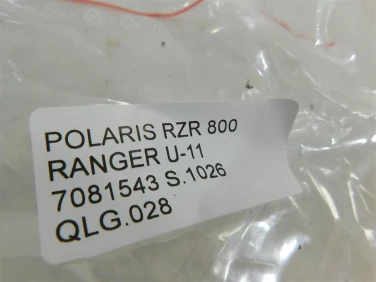 POLARIS RZR 800
RANGER U-11
7081543 S.1026
QLG.028